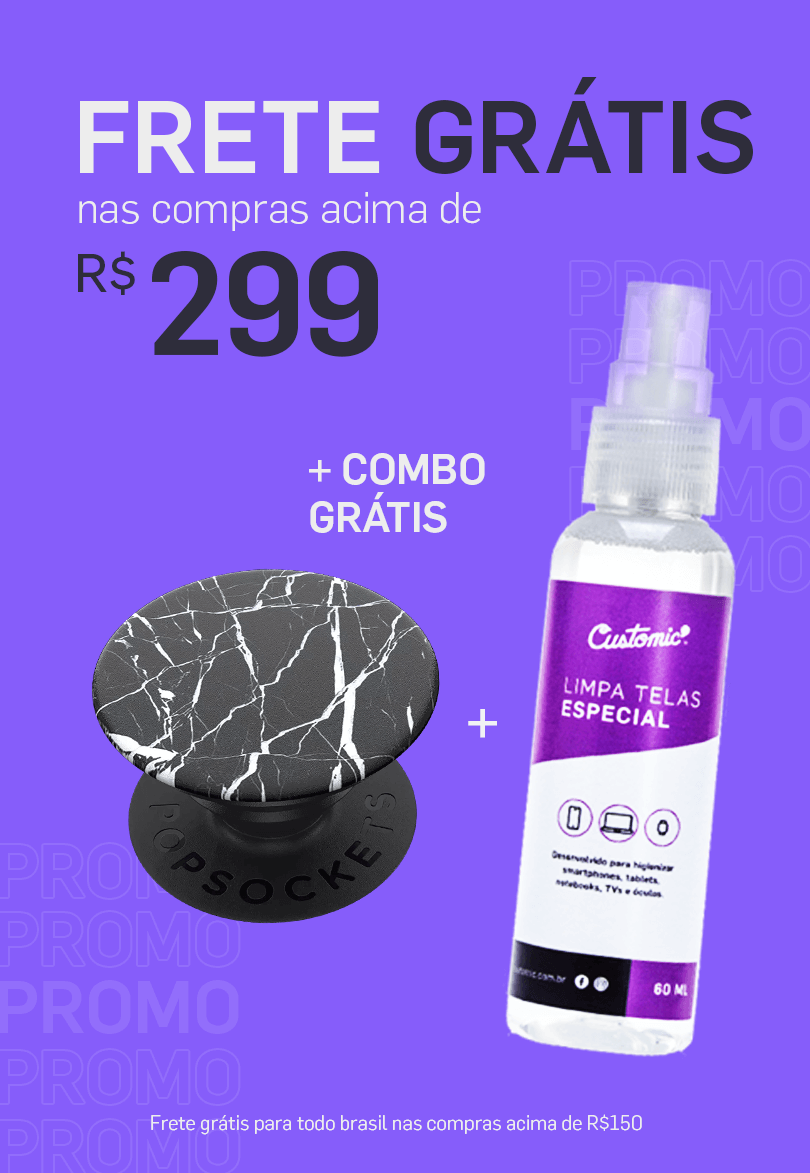 FRETE GRÁTIS
nas compras acima de
R$ 299
PROMO
PROMO
PROMO
PROMO
PROMO
+ COMBO
GRÁTIS
Customic
LIMPA TELAS
ESPECIAL
+
POPSOCKETS
Desenvolvido para higienizar
smartphones, tablets,
notebooks, TVs e óculos.
60 ML
PROMO
PROMO
PROMO
PROMO
PROMO
Frete grátis para todo brasil nas compras acima de R$150